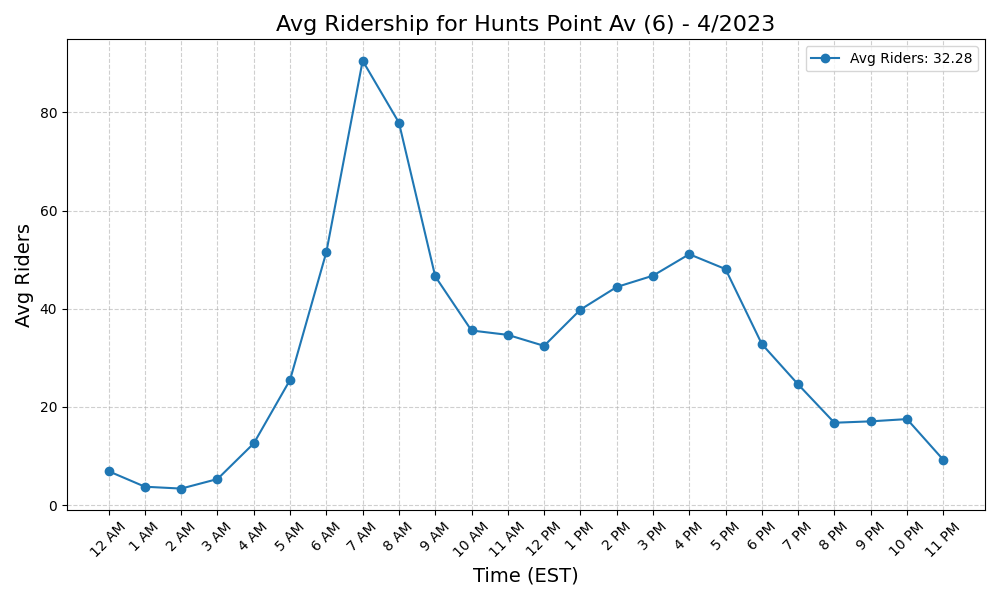 Avg Ridership for Hunts Point Av (6) - 4/2023
Avg Riders: 32.28
Avg Riders
80
60
40
20
0
12 AM
1 AM
2 AM
3 AM
4 AM
5 AM
6 AM
7 AM
8 AM
9 AM
10 AM
11 AM
12 PM
1 PM
2 PM
3 PM
4 PM
5 PM
6 PM
7 PM
8 PM
9 PM
10 PM
11 PM
Time (EST)